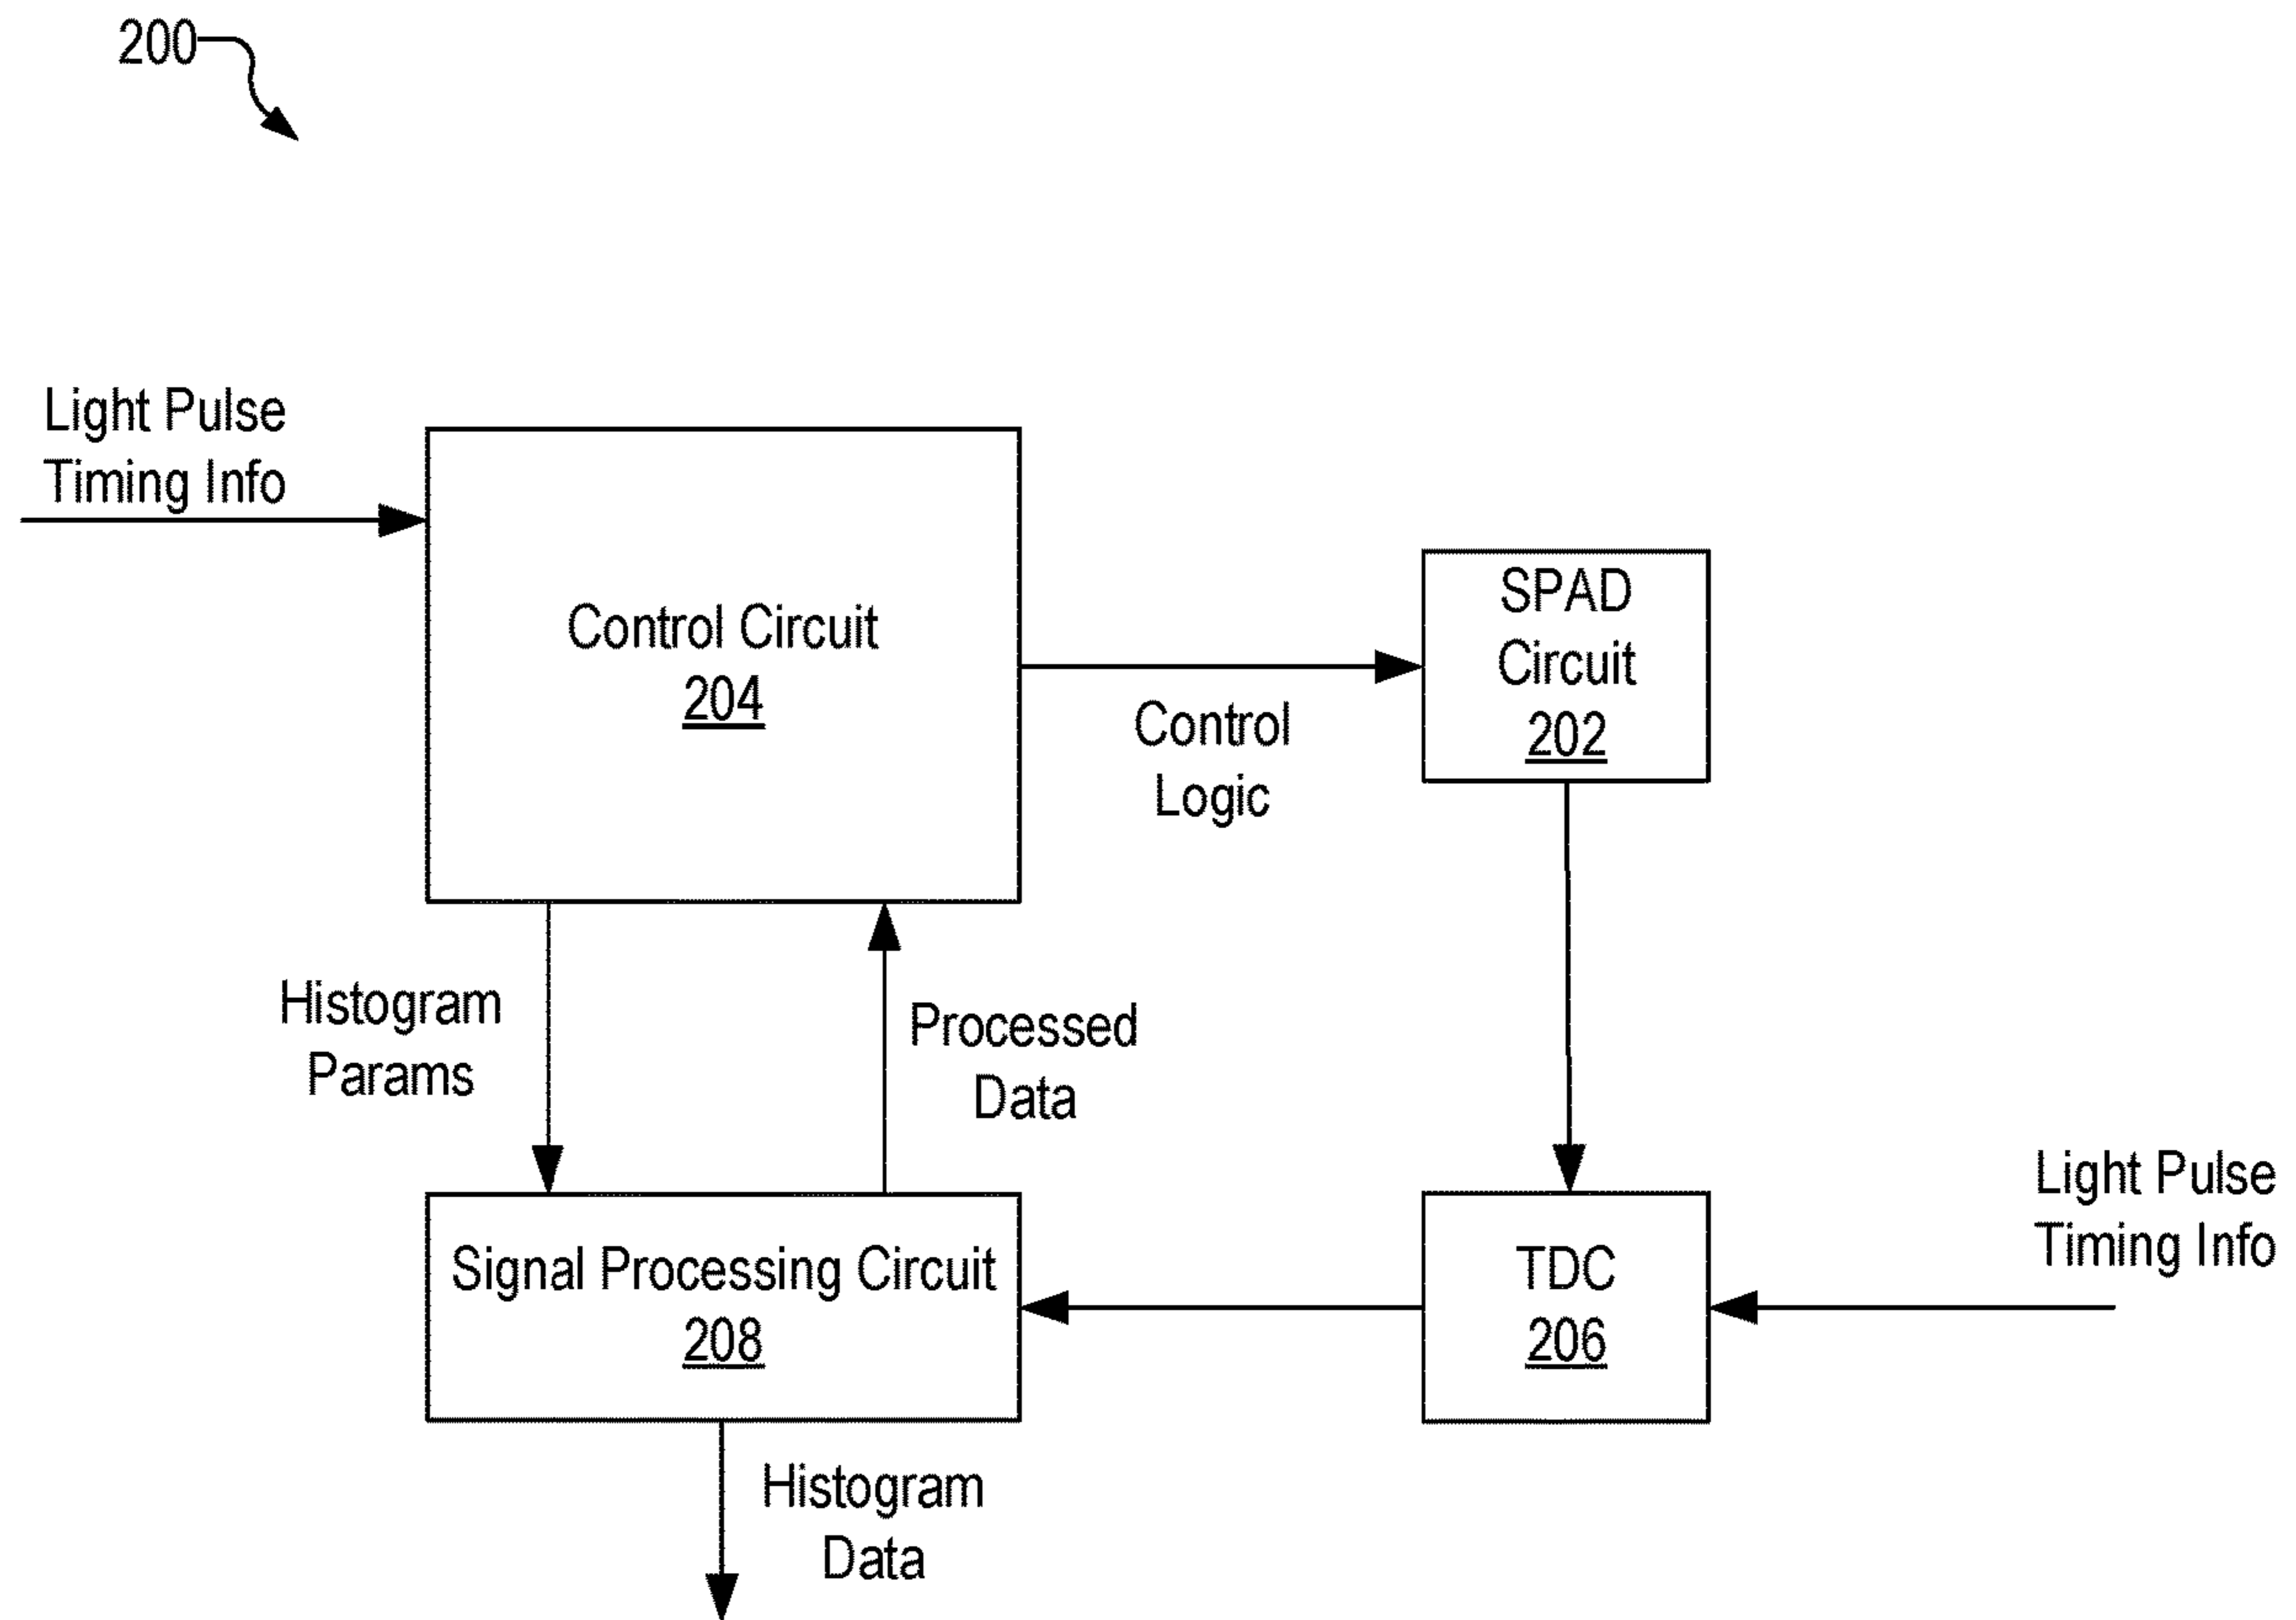 200
Light Pulse
Timing Info
Control Circuit
204
SPAD
Circuit
202
Control
Logic
Histogram
Params
Processed
Data
Signal Processing Circuit
208
TDC
206
Light Pulse
Timing Info
Histogram
Data